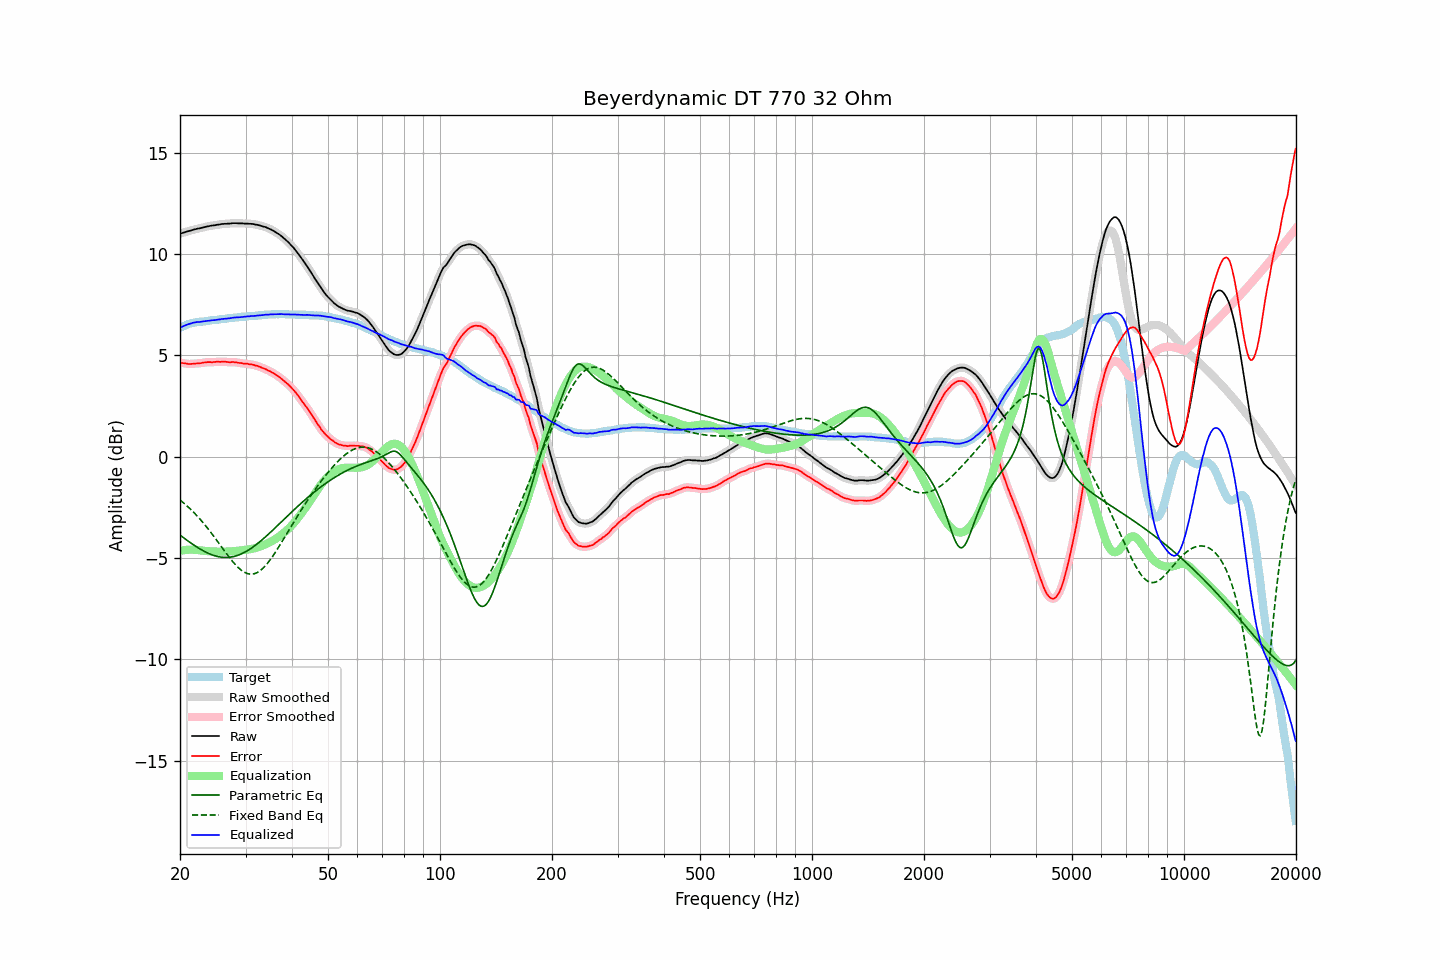 Beyerdynamic DT 770 32 Ohm
Amplitude (dBr)
15
10
5
0
−5
−10
−15
Target
Raw Smoothed
Error Smoothed
Raw
Error
Equalization
Parametric Eq
Fixed Band Eq
Equalized
20 50 100 200 500 1000 2000 5000 10000 20000
Frequency (Hz)